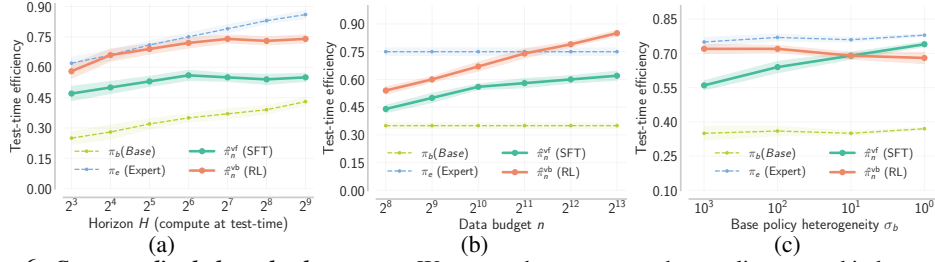 Test-time efficiency
0.90
0.75
0.60
0.45
0.30
0.15
0.00
π_b(Base)
π_e (Expert)
π̂_n^vf (SFT)
π̂_n^vb (RL)
2^3 2^4 2^5 2^6 2^7 2^8 2^9
Horizon H (compute at test-time)
(a)
Test-time efficiency
0.90
0.75
0.60
0.45
0.30
0.15
0.00
π_b(Base)
π_e (Expert)
π̂_n^vf (SFT)
π̂_n^vb (RL)
2^8 2^9 2^10 2^11 2^12 2^13
Data budget n
(b)
Test-time efficiency
0.85
0.70
0.55
0.40
0.25
0.10
π_b(Base)
π_e (Expert)
π̂_n^vf (SFT)
π̂_n^vb (RL)
10^3 10^2 10^1 10^0
Base policy heterogeneity σ_b
(c)